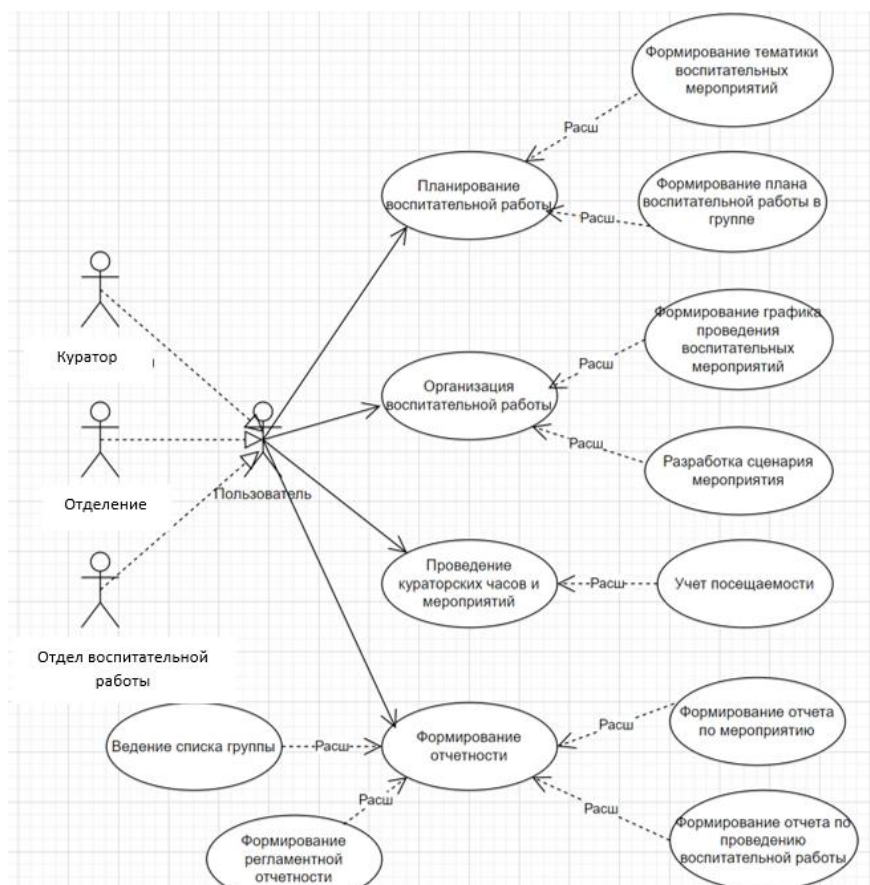 Формирование тематики
воспитательных
мероприятий
Расш
Планирование
воспитательной работы
Формирование плана
воспитательной работы в
группе
Расш
Куратор
Формирование графика
проведения
воспитательных
мероприятий
Расш
Организация
воспитательной работы
Расш
Разработка сценария
мероприятия
Отделение
Пользователь
Проведение
кураторских часов и
мероприятий
Расш
Учет посещаемости
Отдел воспитательной
работы
Ведение списка группы
Расш
Формирование
отчетности
Расш
Формирование отчета
по мероприятию
Расш
Формирование
регламентной
отчетности
Расш
Формирование отчета по
проведению
воспитательной работы